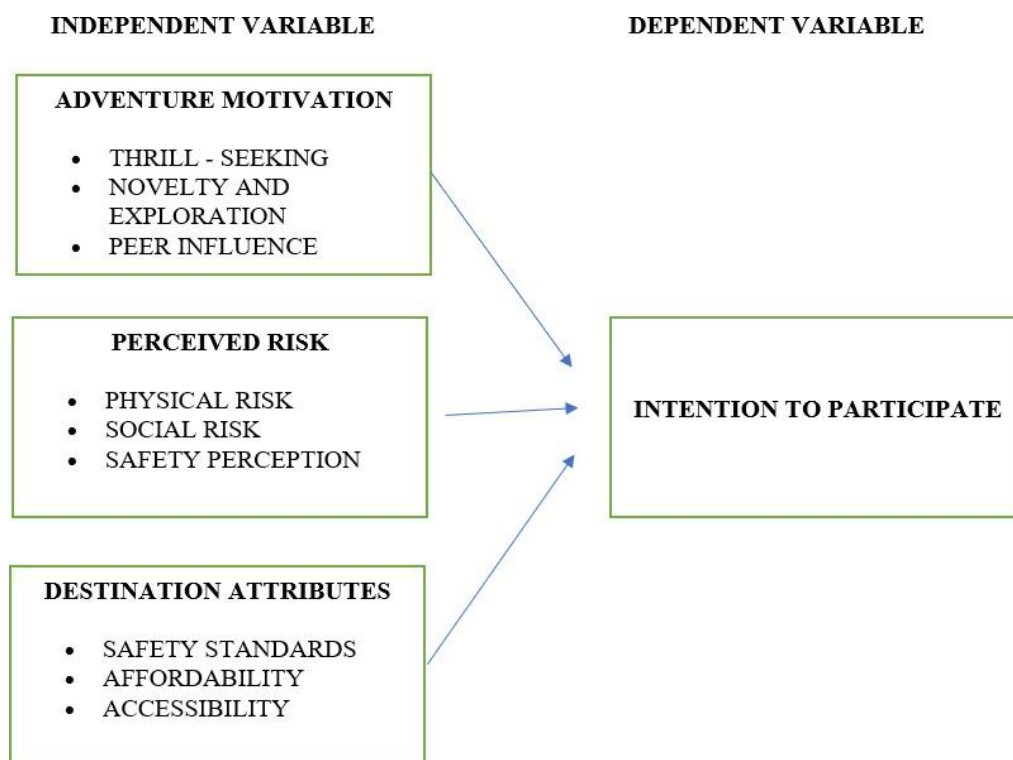 INDEPENDENT VARIABLE
DEPENDENT VARIABLE
ADVENTURE MOTIVATION
• THRILL - SEEKING
• NOVELTY AND
EXPLORATION
• PEER INFLUENCE
PERCEIVED RISK
• PHYSICAL RISK
• SOCIAL RISK
• SAFETY PERCEPTION
DESTINATION ATTRIBUTES
• SAFETY STANDARDS
• AFFORDABILITY
• ACCESSIBILITY
INTENTION TO PARTICIPATE